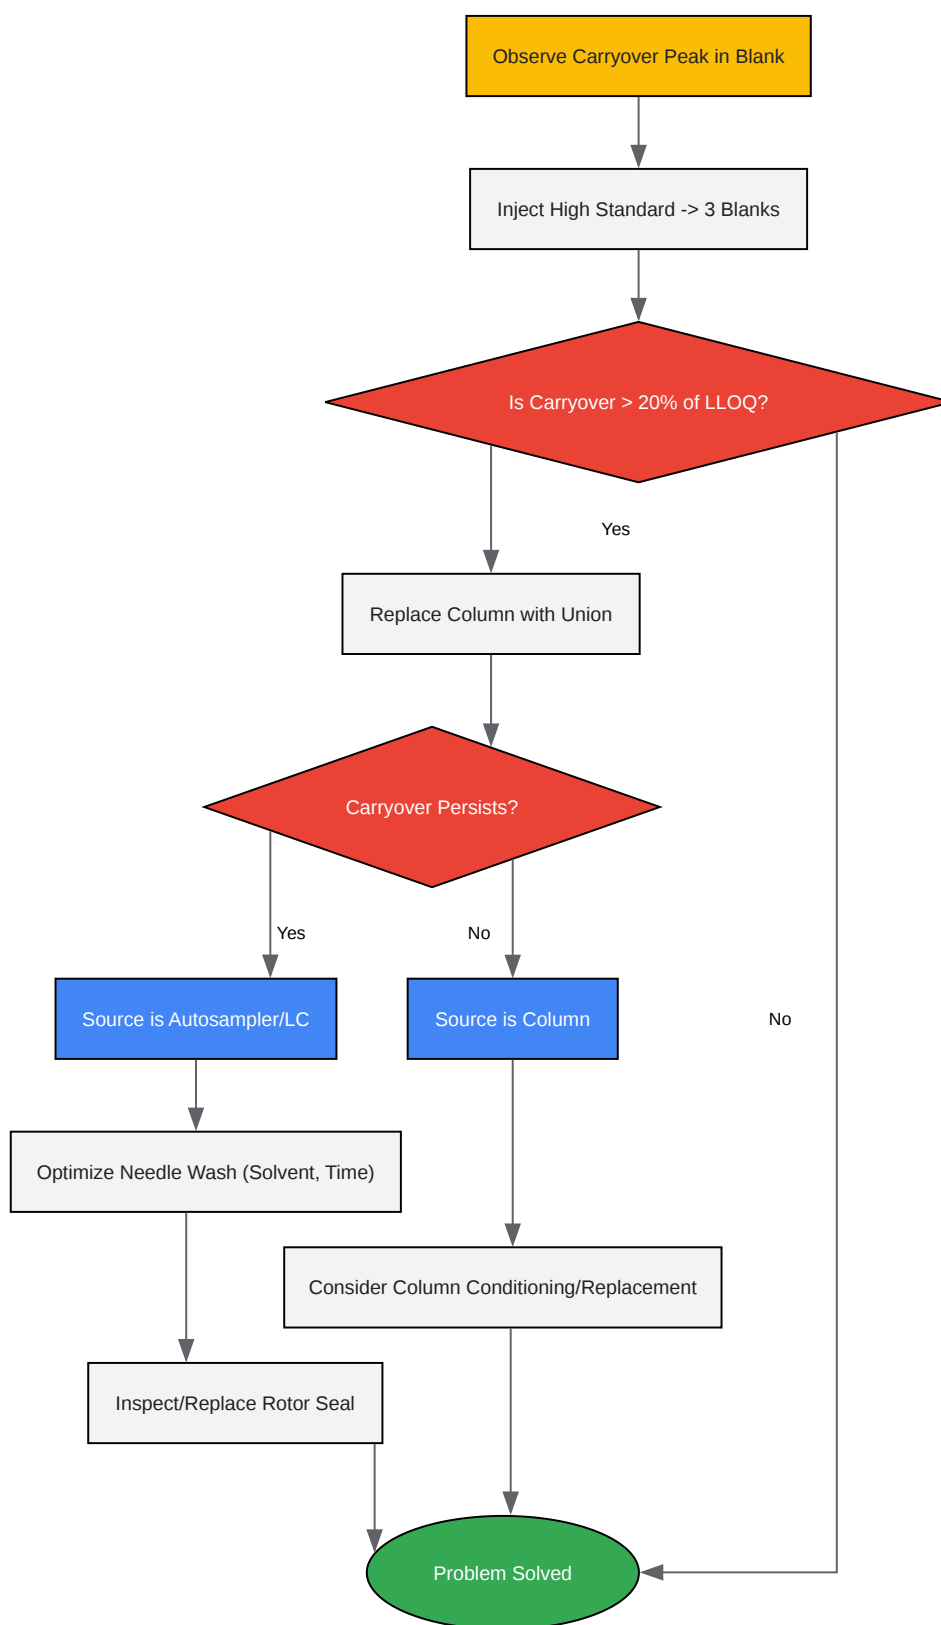 Observe Carryover Peak in Blank
Inject High Standard -> 3 Blanks
Is Carryover > 20% of LLOQ?
Yes
Replace Column with Union
Carryover Persists?
Yes
No
Source is Autosampler/LC
Source is Column
No
Optimize Needle Wash (Solvent, Time)
Consider Column Conditioning/Replacement
Inspect/Replace Rotor Seal
Problem Solved